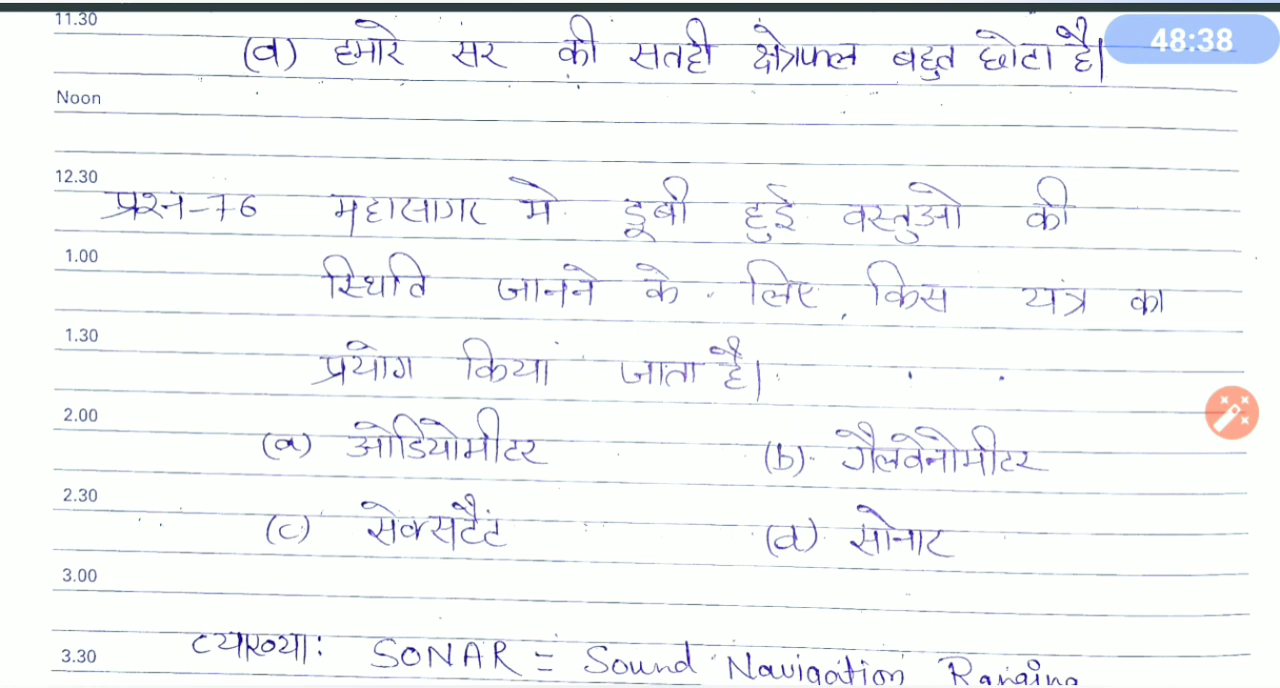 11.30
(d) हमारे सर की सतही क्षेत्रफल बहुत छोटा है।
48:38
Noon
12.30
प्रश्न-76 महासागर मे डूबी हुई वस्तुओ की
1.00
स्थिति जानने के लिए किस यंत्र का
1.30
प्रयोग किया जाता है।
2.00
(a) ओडियोमीटर (b) गैलवेनोमीटर
2.30
(c) सेक्सटैंट (d) सोनार
3.00
व्याख्या: SONAR = Sound Navigation Ranging
3.30